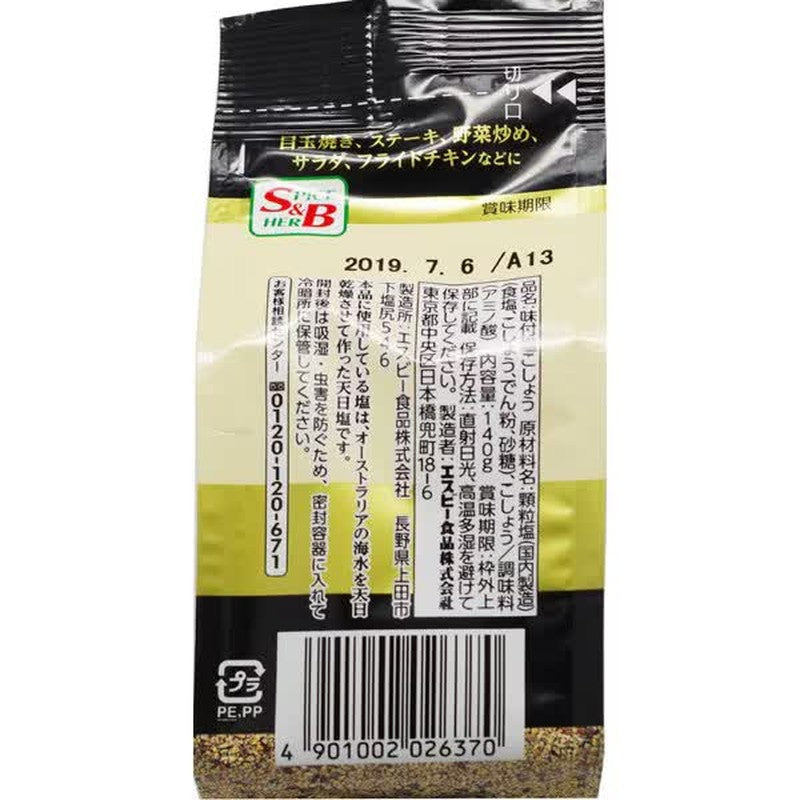 切り口
目玉焼き、ステーキ、野菜炒め、
サラダ、フライドチキンなどに
SPICE
S&B
HERB
賞味期限
2019. 7. 6 /A13
品名:味付塩こしょう 原材料名:顆粒塩(国内製造)
(食塩、こしょう、でん粉、砂糖)、こしょう/調味料
(アミノ酸) 内容量:140g 賞味期限:枠外上
部に記載 保存方法:直射日光、高温多湿を避けて
保存してください。 製造者:エスビー食品株式会社
東京都中央区日本橋兜町18-6
製造所:エスビー食品株式会社 長野県上田市
下塩尻546
本品に使用している塩は、オーストラリアの海水を天日
乾燥させて作った天日塩です。
開封後は吸湿・虫害を防ぐため、密封容器に入れて
冷暗所に保管してください。
お客様相談センター 0120-120-671
プラ
PE,PP
4 901002 026370